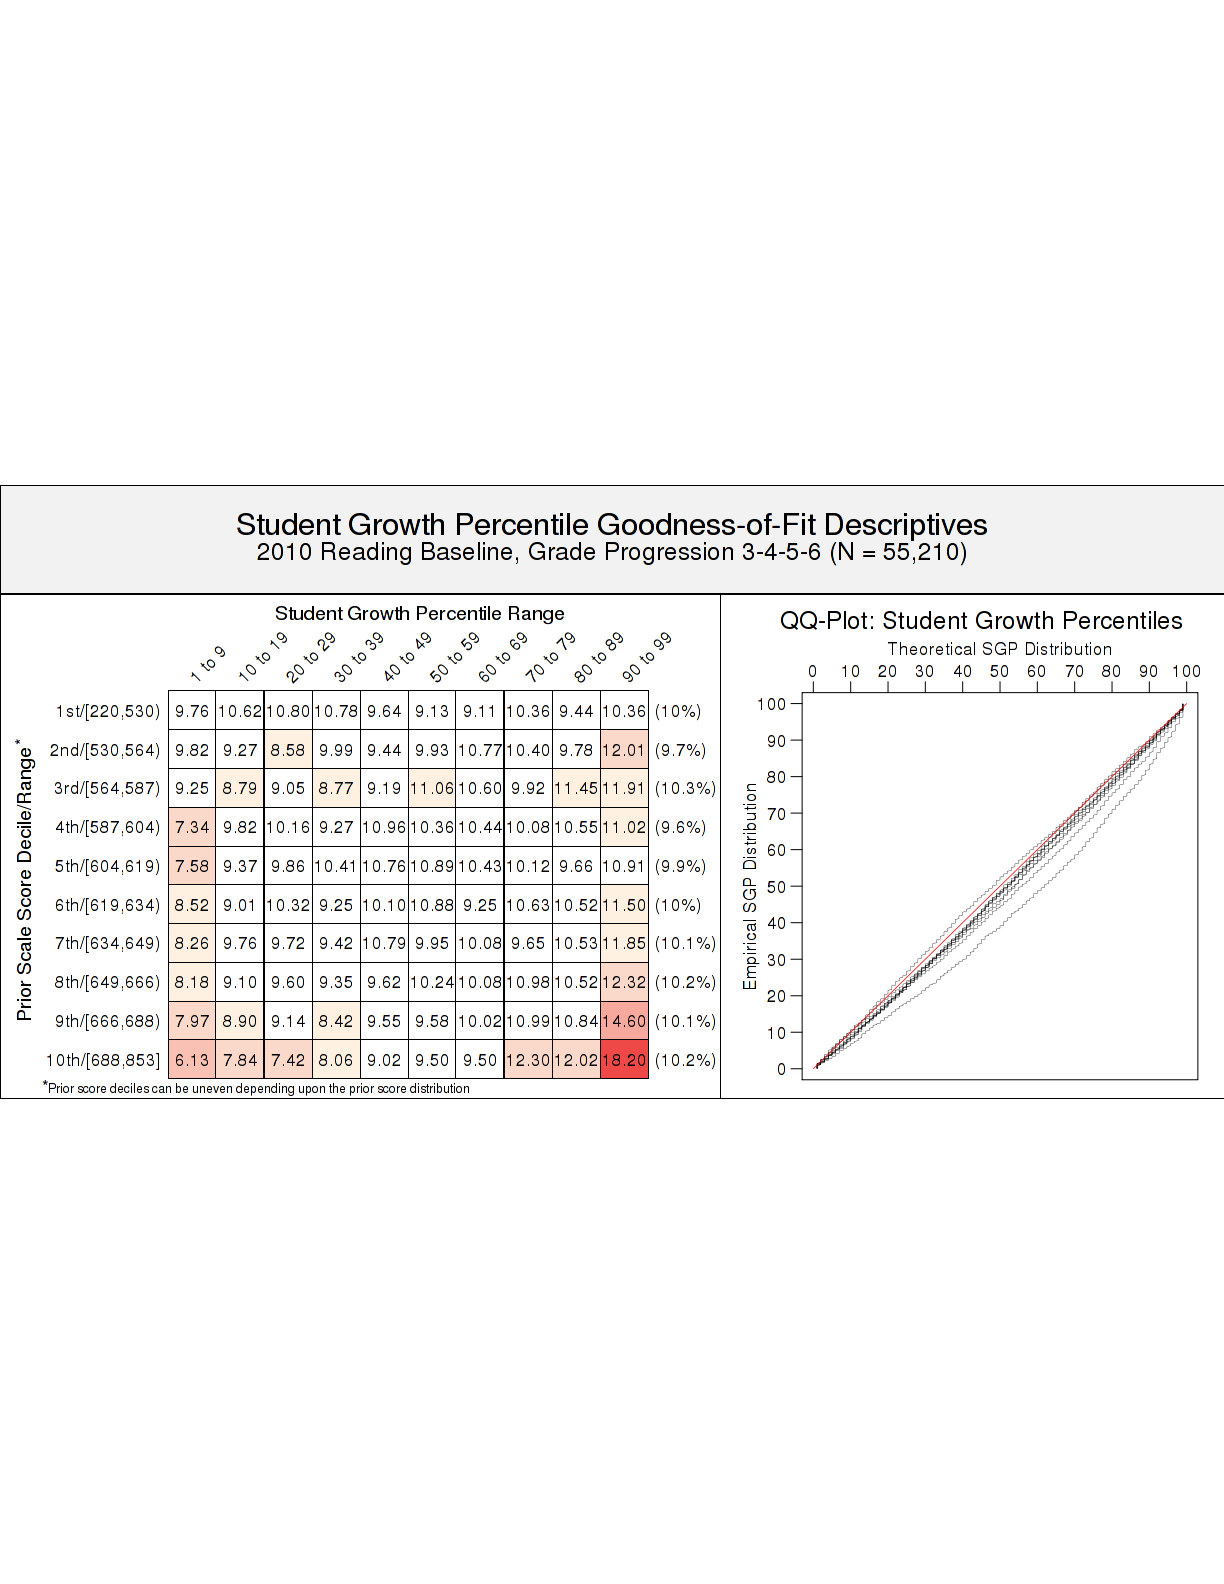 Student Growth Percentile Goodness-of-Fit Descriptives
2010 Reading Baseline, Grade Progression 3-4-5-6 (N = 55,210)
Student Growth Percentile Range
1 to 9 10 to 19 20 to 29 30 to 39 40 to 49 50 to 59 60 to 69 70 to 79 80 to 89 90 to 99
Prior Scale Score Decile/Range*
1st/[220,530) 9.76 10.62 10.80 10.78 9.64 9.13 9.11 10.36 9.44 10.36 (10%)
2nd/[530,564) 9.82 9.27 8.58 9.99 9.44 9.93 10.77 10.40 9.78 12.01 (9.7%)
3rd/[564,587) 9.25 8.79 9.05 8.77 9.19 11.06 10.60 9.92 11.45 11.91 (10.3%)
4th/[587,604) 7.34 9.82 10.16 9.27 10.96 10.36 10.44 10.08 10.55 11.02 (9.6%)
5th/[604,619) 7.58 9.37 9.86 10.41 10.76 10.89 10.43 10.12 9.66 10.91 (9.9%)
6th/[619,634) 8.52 9.01 10.32 9.25 10.10 10.88 9.25 10.63 10.52 11.50 (10%)
7th/[634,649) 8.26 9.76 9.72 9.42 10.79 9.95 10.08 9.65 10.53 11.85 (10.1%)
8th/[649,666) 8.18 9.10 9.60 9.35 9.62 10.24 10.08 10.98 10.52 12.32 (10.2%)
9th/[666,688) 7.97 8.90 9.14 8.42 9.55 9.58 10.02 10.99 10.84 14.60 (10.1%)
10th/[688,853] 6.13 7.84 7.42 8.06 9.02 9.50 9.50 12.30 12.02 18.20 (10.2%)
*Prior score deciles can be uneven depending upon the prior score distribution
QQ-Plot: Student Growth Percentiles
Theoretical SGP Distribution
0 10 20 30 40 50 60 70 80 90 100
Empirical SGP Distribution
100
90
80
70
60
50
40
30
20
10
0